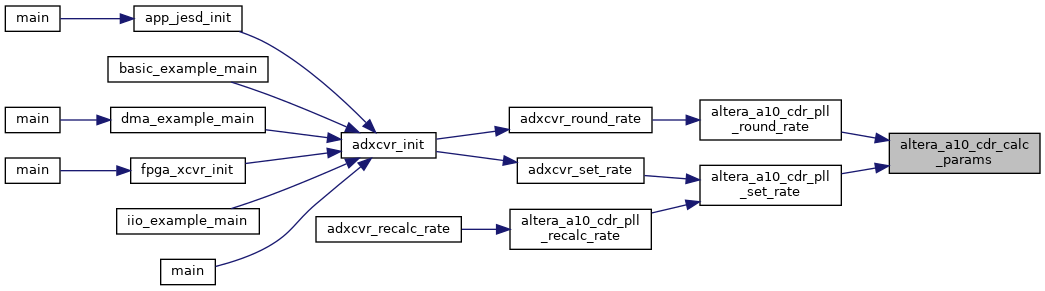 main
app_jesd_init
basic_example_main
main
dma_example_main
adxcvr_round_rate
altera_a10_cdr_pll
_round_rate
adxcvr_init
altera_a10_cdr_calc
_params
main
fpga_xcvr_init
adxcvr_set_rate
altera_a10_cdr_pll
_set_rate
iio_example_main
adxcvr_recalc_rate
altera_a10_cdr_pll
_recalc_rate
main